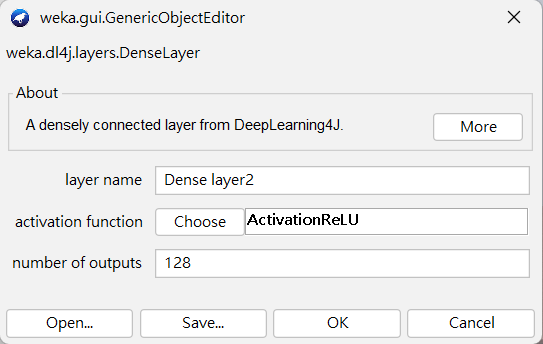 weka.gui.GenericObjectEditor
weka.dl4j.layers.DenseLayer
About
A densely connected layer from DeepLearning4J.
More
layer name Dense layer2
activation function Choose ActivationReLU
number of outputs 128
Open... Save... OK Cancel